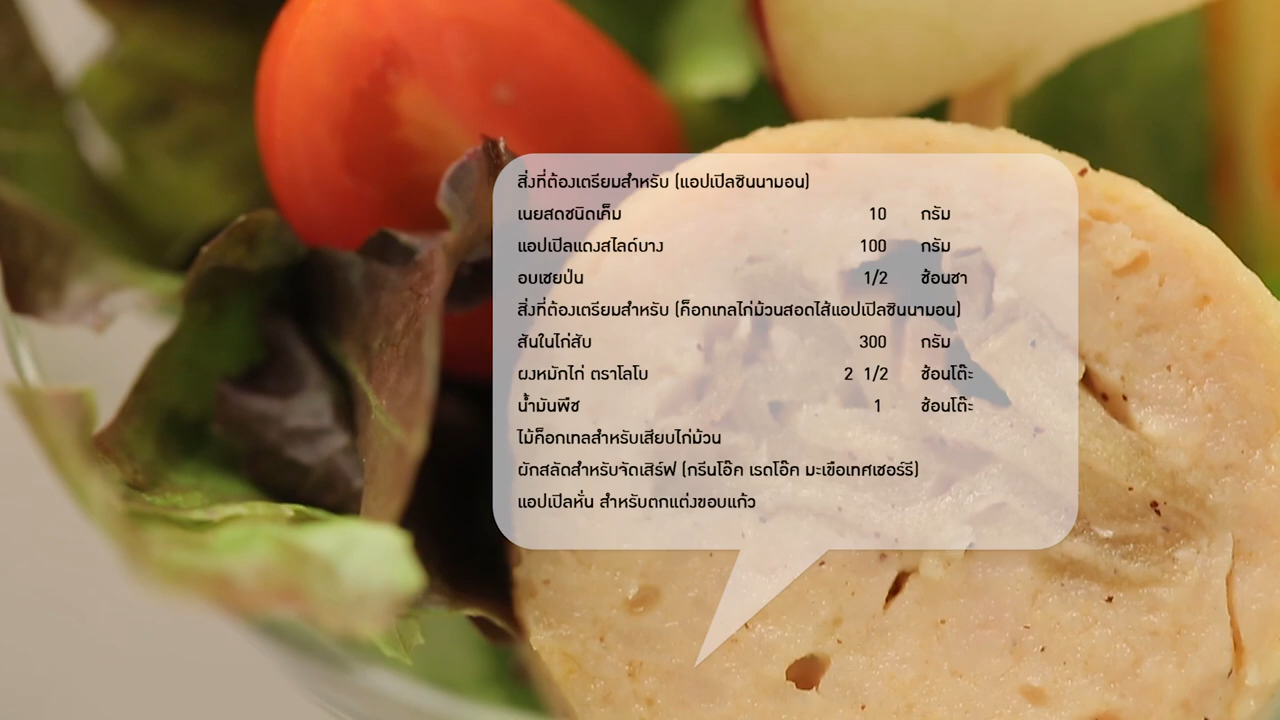 สิ่งที่ต้องเตรียมสำหรับ (แอปเปิลซินนามอน)
เนยสดชนิดเค็ม 10 กรัม
แอปเปิลแดงสไลด์บาง 100 กรัม
อบเชยป่น 1/2 ช้อนชา
สิ่งที่ต้องเตรียมสำหรับ (ค็อกเทลไก่ม้วนสอดไส้แอปเปิลซินนามอน)
สันในไก่สับ 300 กรัม
ผงหมักไก่ ตราโลโบ 2 1/2 ช้อนโต๊ะ
น้ำมันพืช 1 ช้อนโต๊ะ
ไม้ค็อกเทลสำหรับเสียบไก่ม้วน
ผักสลัดสำหรับจัดเสิร์ฟ (กรีนโอ๊ค เรดโอ๊ค มะเขือเทศเชอร์รี)
แอปเปิลหั่น สำหรับตกแต่งขอบแก้ว